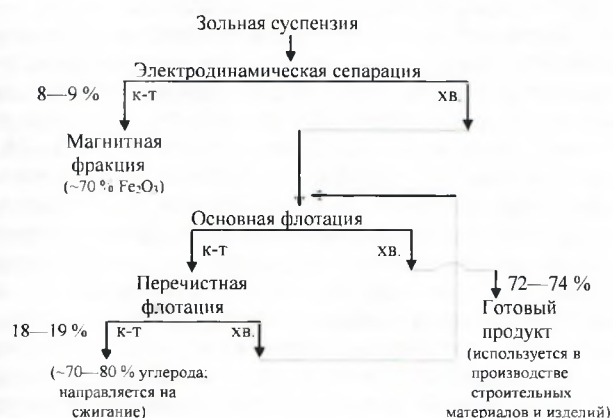 Зольная суспензия
Электродинамическая сепарация
8—9 % к-т хв.
Магнитная
фракция
(~70 % Fe₂O₃)
Основная флотация
к-т хв.
Перечистная
флотация
72—74 %
Готовый
продукт
(используется в
производстве
строительных
материалов и изделий)
18—19 % к-т хв.
(~70—80 % углерода;
направляется на
сжигание)